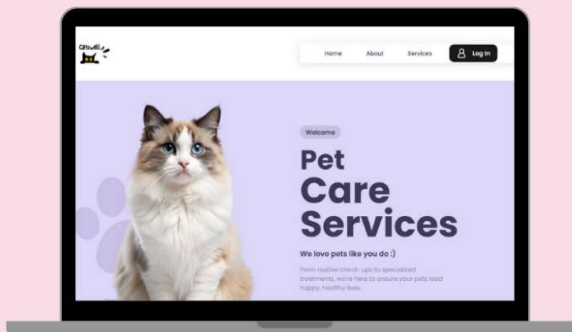 Home About Services Log In
Welcome
Pet
Care
Services
We love pets like you do :)
From routine check-ups to specialized
treatments, we're here to ensure your pets lead
happy, healthy lives.